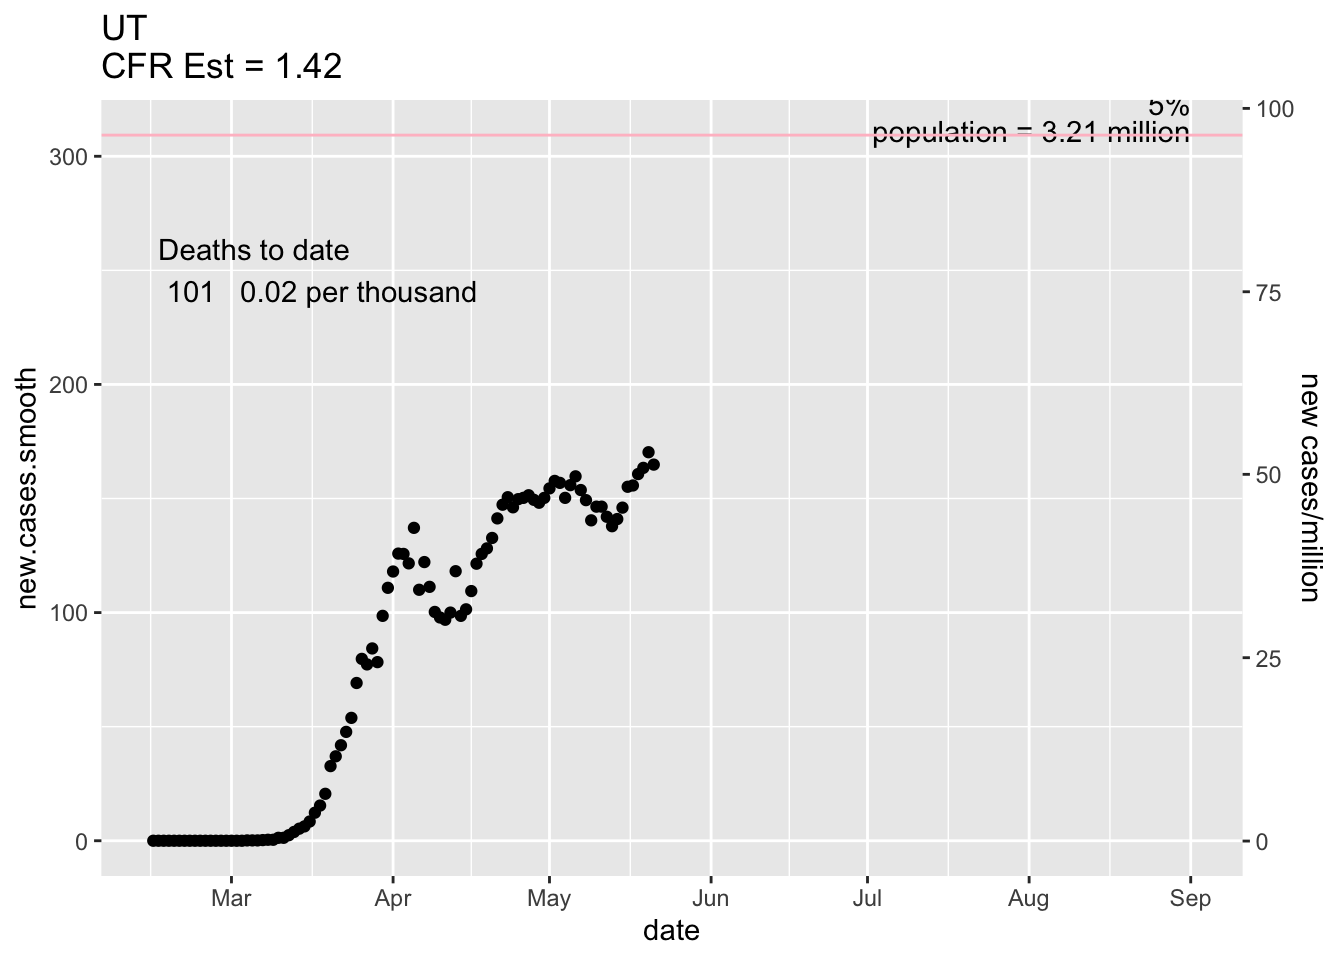 UT
CFR Est = 1.42
5%
population = 3.21 million
Deaths to date
101 0.02 per thousand
new.cases.smooth
300
200
100
0
100
75
50
25
0
new cases/million
Mar Apr May Jun Jul Aug Sep
date